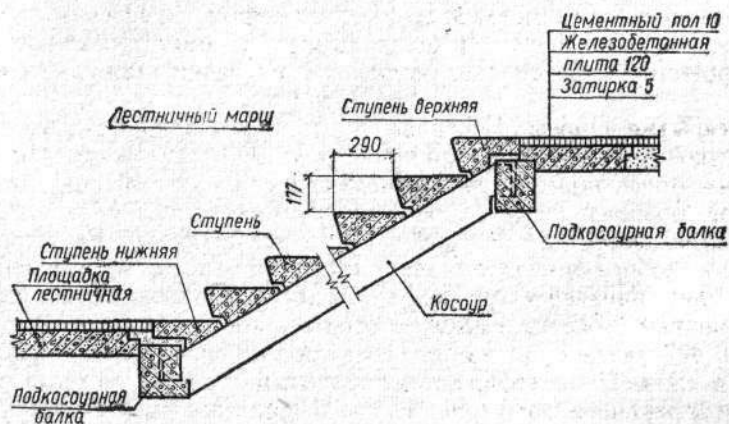 Цементный пол 10
Железобетонная
плита 120
Затирка 5
Лестничный марш
Ступень верхняя
290
177
Ступень
Подкосоурная балка
Ступень нижняя
Площадка
лестничная
Косоур
Подкосоурная
балка